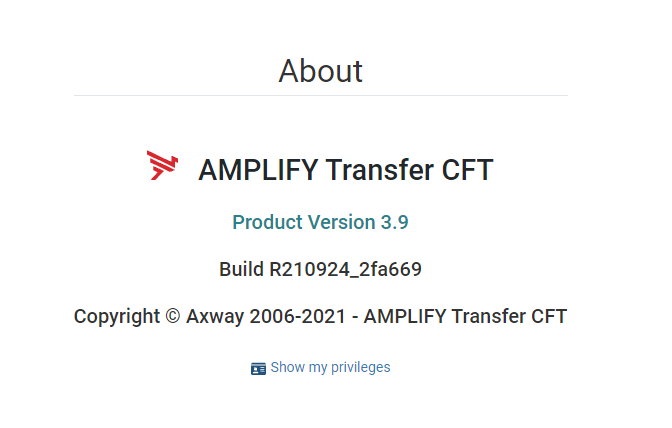 About
AMPLIFY Transfer CFT
Product Version 3.9
Build R210924_2fa669
Copyright © Axway 2006-2021 - AMPLIFY Transfer CFT
Show my privileges